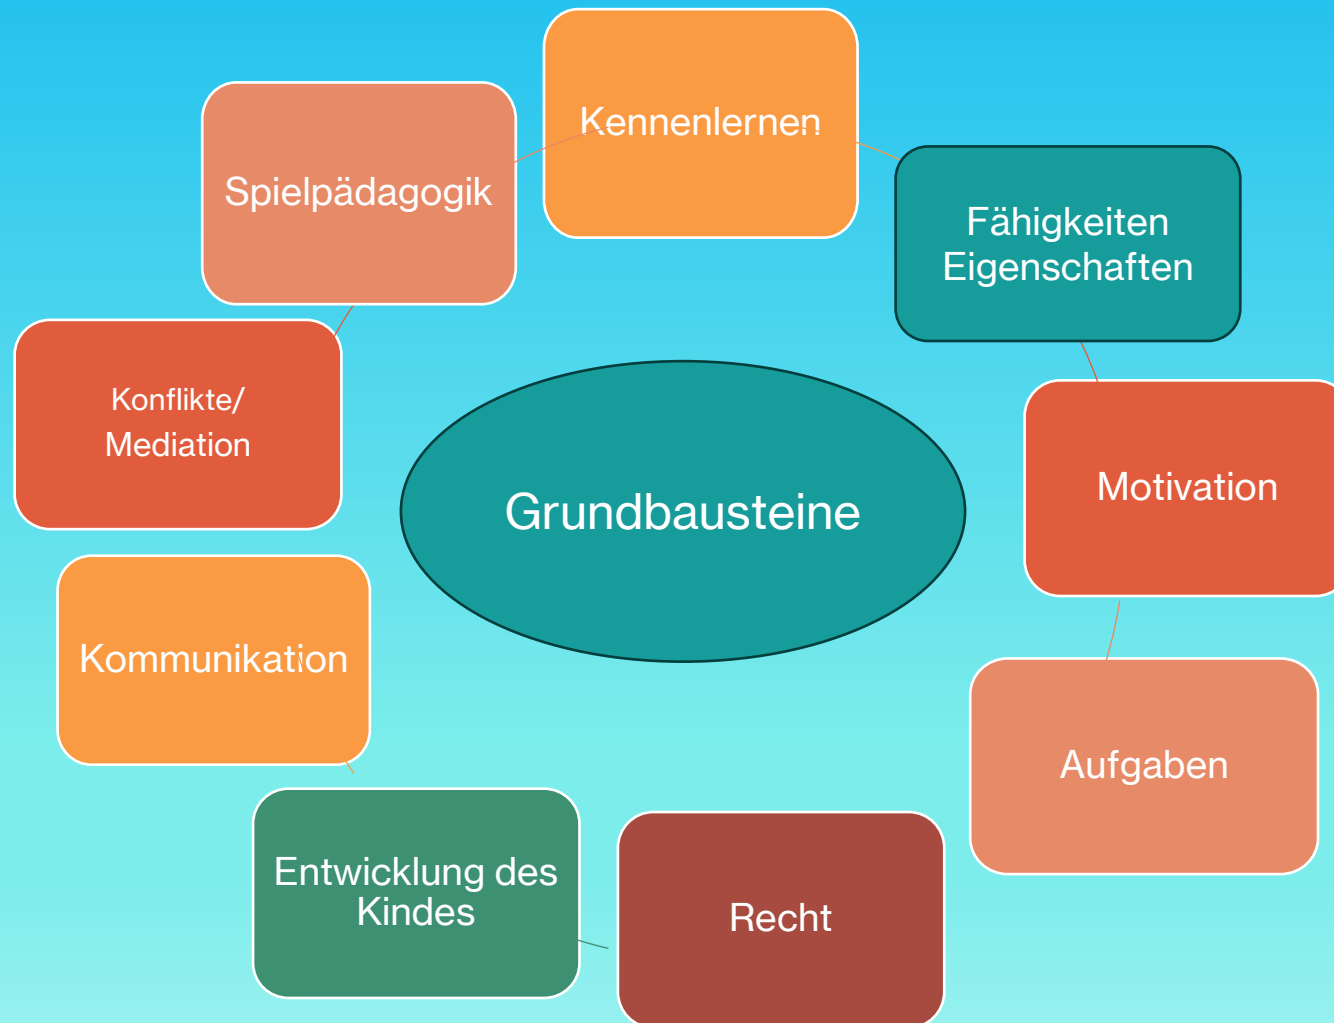 Kennenlernen
Fähigkeiten
Eigenschaften
Motivation
Aufgaben
Recht
Entwicklung des
Kindes
Kommunikation
Konflikte/
Mediation
Spielpädagogik
Grundbausteine